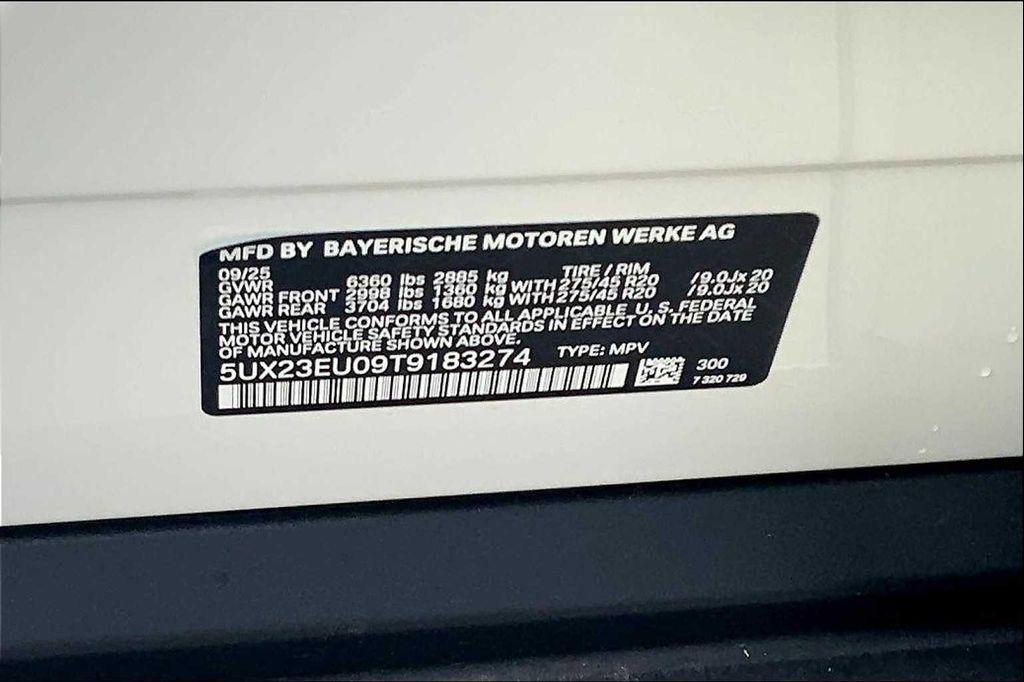 MFD BY BAYERISCHE MOTOREN WERKE AG
09/25 TIRE / RIM
GVWR 6360 lbs 2885 kg
GAWR FRONT 2998 lbs 1360 kg WITH 275/45 R20 /9.0Jx 20
GAWR REAR 3704 lbs 1680 kg WITH 275/45 R20 /9.0Jx 20
THIS VEHICLE CONFORMS TO ALL APPLICABLE U. S. FEDERAL
MOTOR VEHICLE SAFETY STANDARDS IN EFFECT ON THE DATE
OF MANUFACTURE SHOWN ABOVE.
5UX23EU09T9183274 TYPE: MPV
300
7 320 729